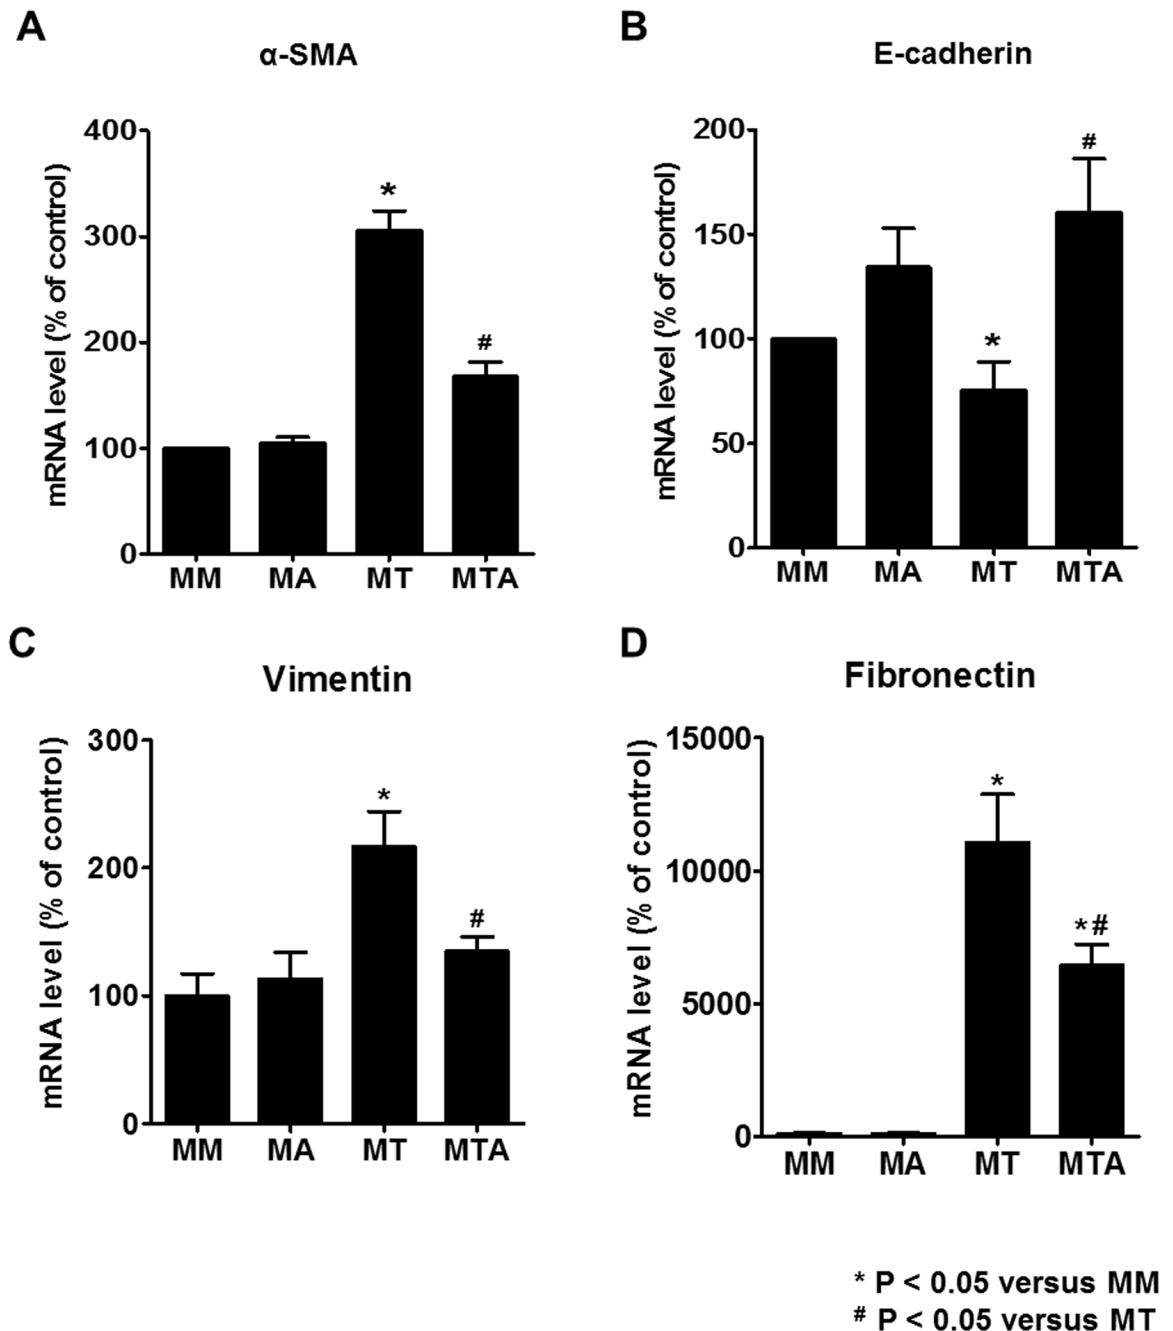 A
α-SMA
mRNA level (% of control)
400
300
200
100
0
*
#
MM MA MT MTA
B
E-cadherin
mRNA level (% of control)
200
150
100
50
0
*
#
MM MA MT MTA
C
Vimentin
mRNA level (% of control)
300
200
100
0
*
#
MM MA MT MTA
D
Fibronectin
mRNA level (% of control)
15000
10000
5000
0
*
*#
MM MA MT MTA
* P < 0.05 versus MM
# P < 0.05 versus MT